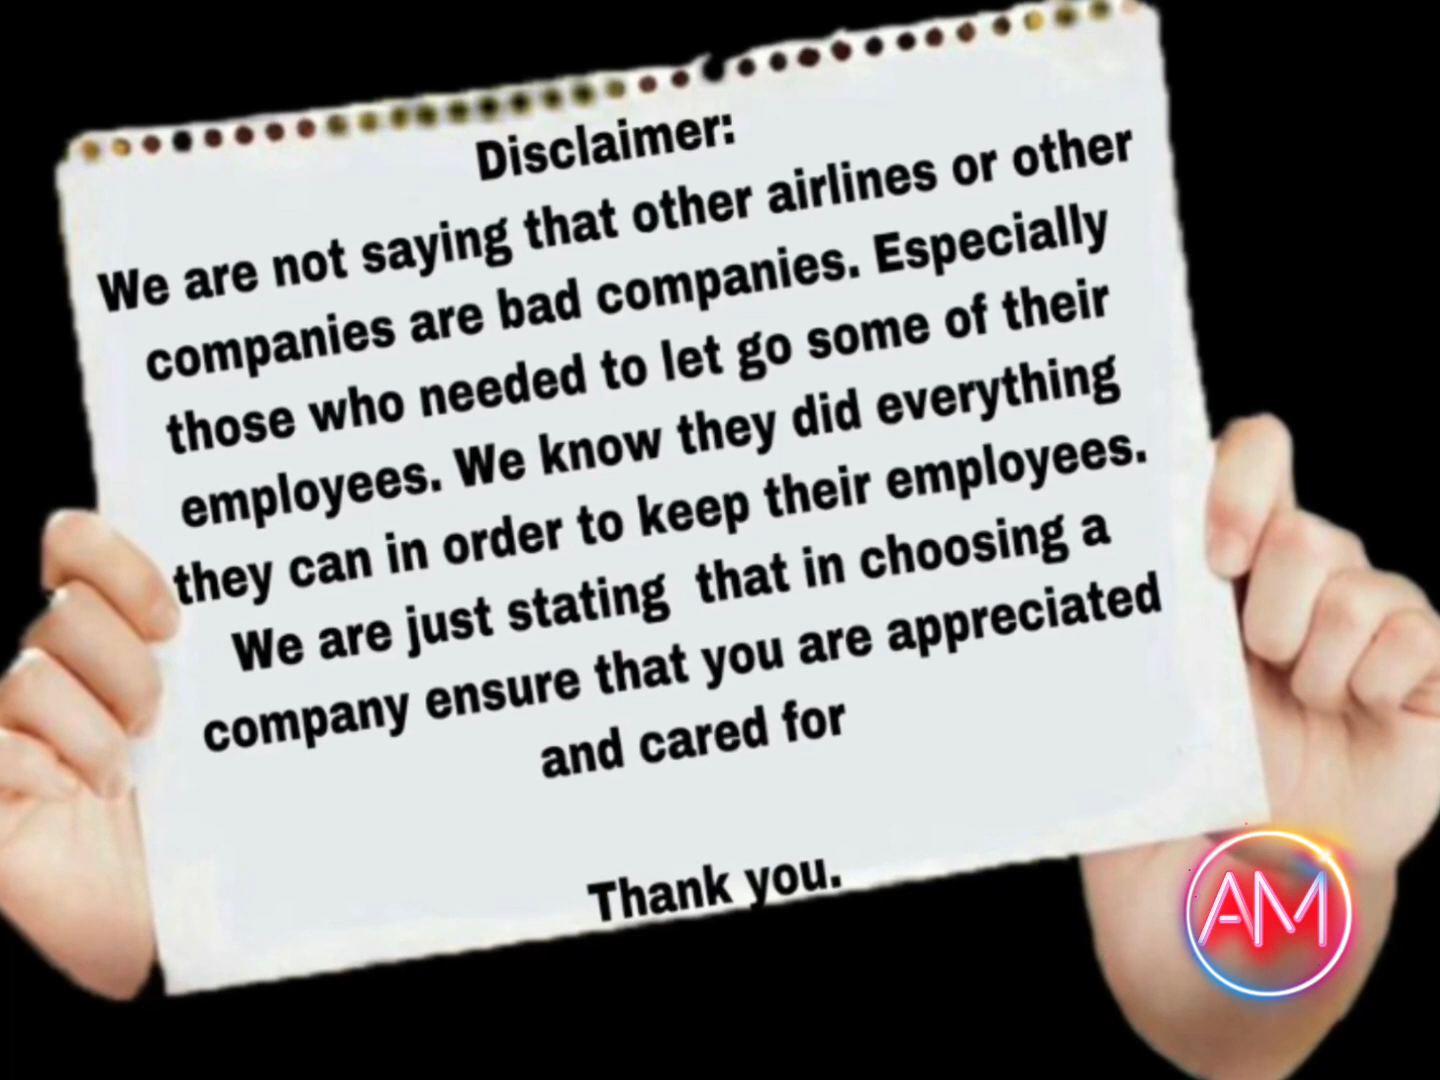 Disclaimer:
We are not saying that other airlines or other
companies are bad companies. Especially
those who needed to let go some of their
employees. We know they did everything
they can in order to keep their employees.
We are just stating that in choosing a
company ensure that you are appreciated
and cared for
Thank you.
AM